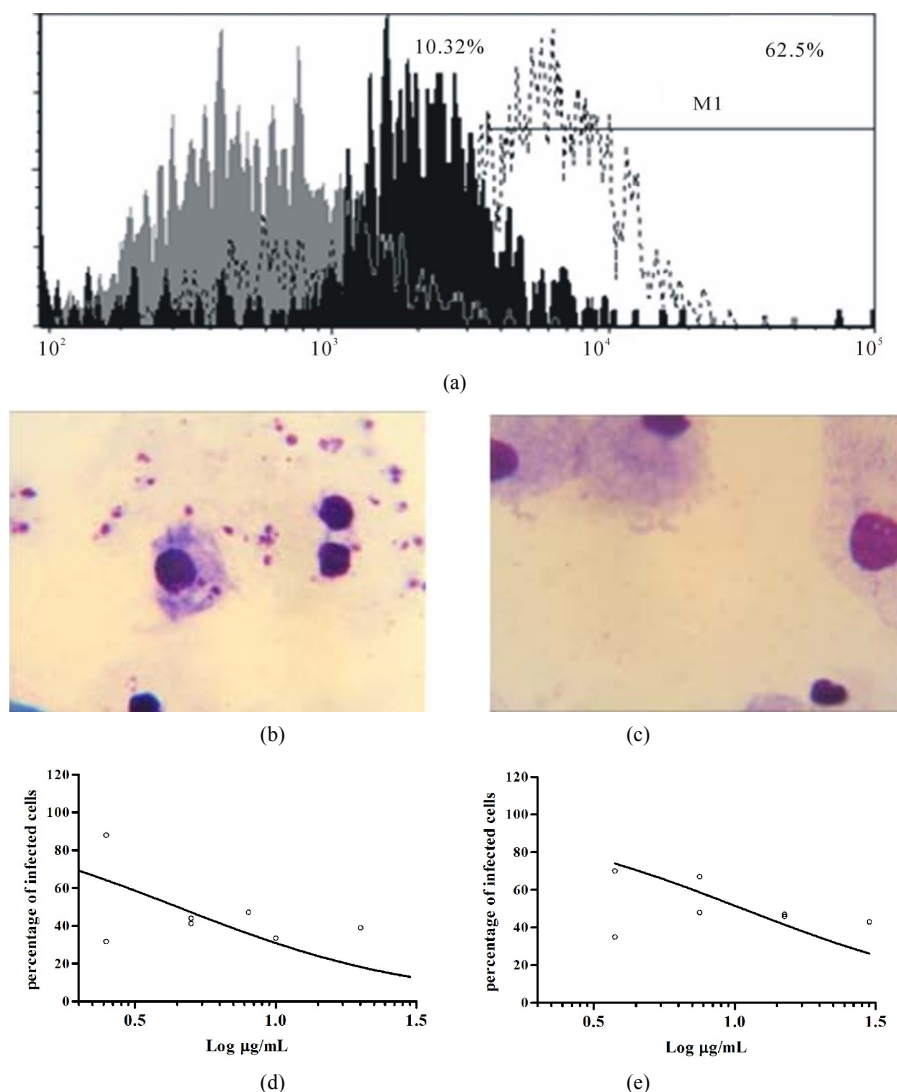 10.32% 62.5%
M1
10² 10³ 10⁴ 10⁵
(a)
(b) (c)
120
100
80
60
40
20
0
percentage of infected cells
0.5 1.0 1.5
Log µg/mL
(d)
120
100
80
60
40
20
0
percentage of infected cells
0.5 1.0 1.5
Log µg/mL
(e)